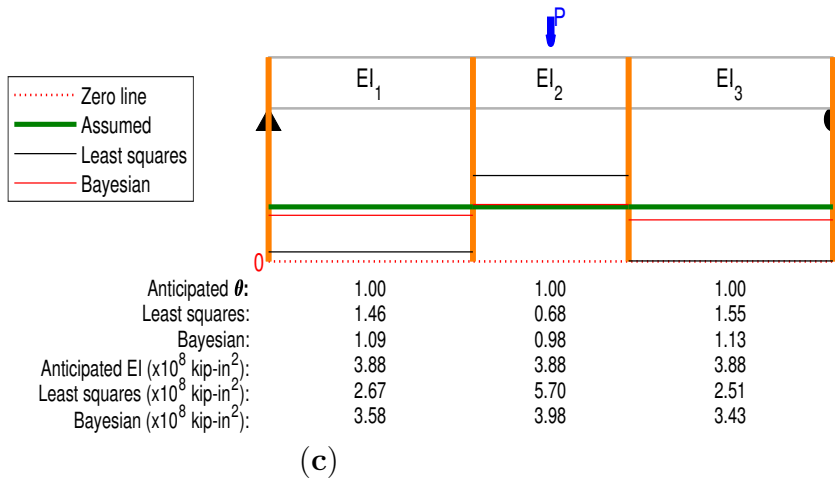 P
EI1 EI2 EI3
Zero line
Assumed
Least squares
Bayesian
0
Anticipated θ: 1.00 1.00 1.00
Least squares: 1.46 0.68 1.55
Bayesian: 1.09 0.98 1.13
Anticipated EI (x10^8 kip-in^2): 3.88 3.88 3.88
Least squares (x10^8 kip-in^2): 2.67 5.70 2.51
Bayesian (x10^8 kip-in^2): 3.58 3.98 3.43
(c)